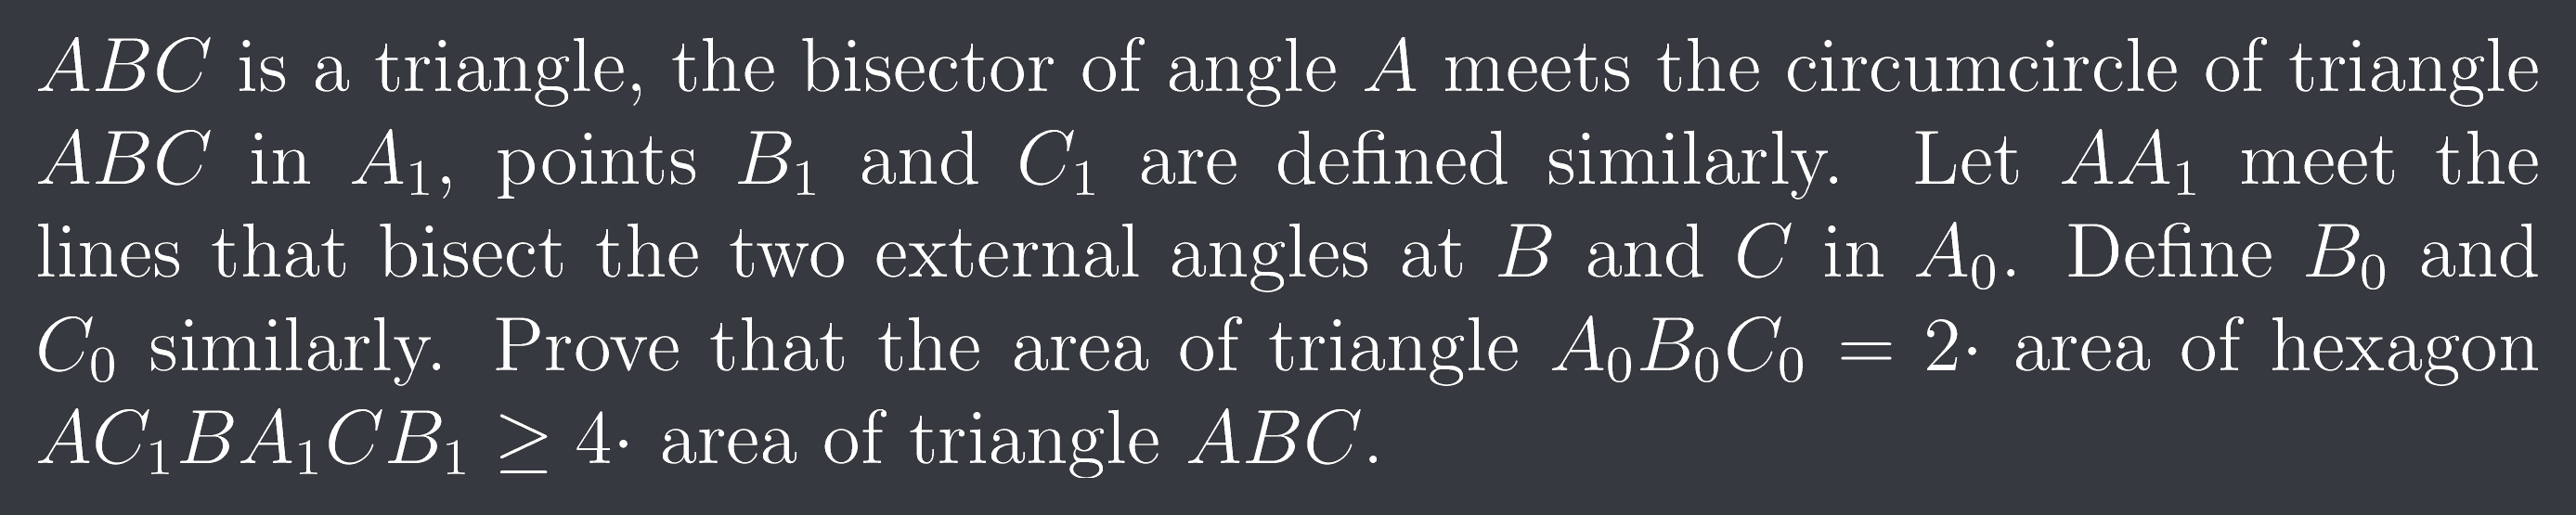 ABC is a triangle, the bisector of angle A meets the circumcircle of triangle
ABC in A₁, points B₁ and C₁ are defined similarly. Let AA₁ meet the
lines that bisect the two external angles at B and C in A₀. Define B₀ and
C₀ similarly. Prove that the area of triangle A₀B₀C₀ = 2· area of hexagon
AC₁BA₁CB₁ ≥ 4· area of triangle ABC.